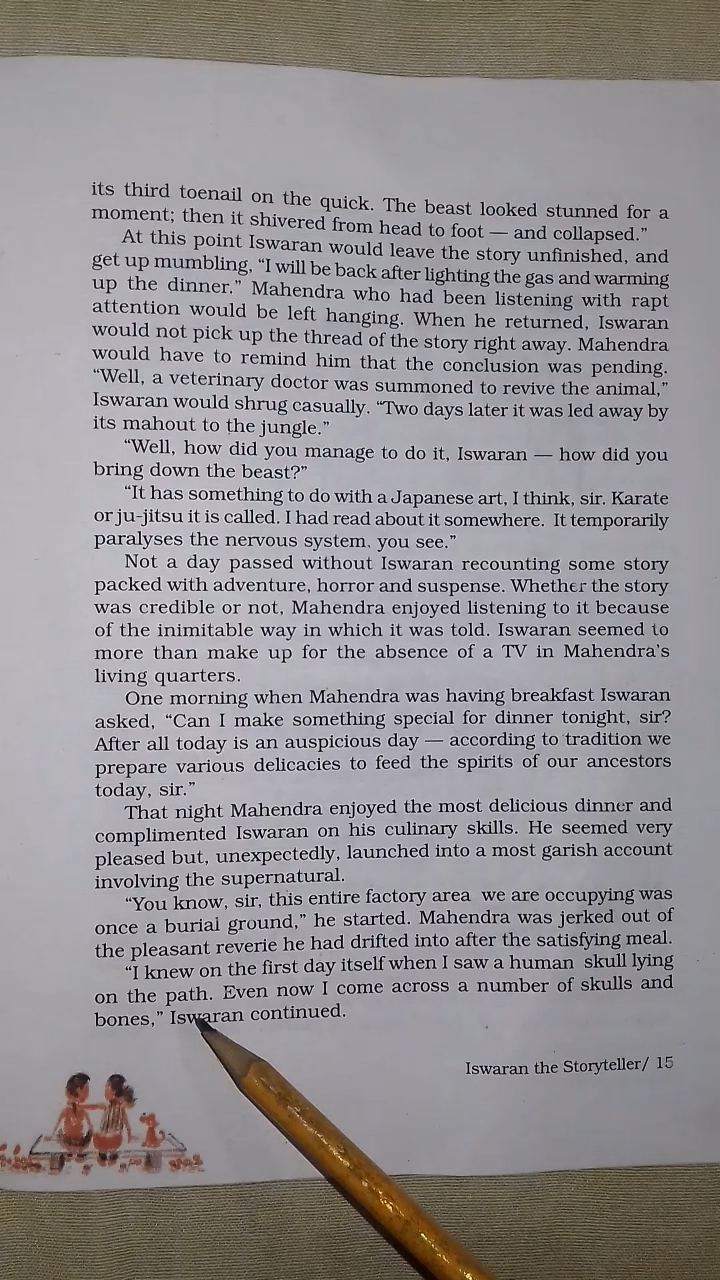 its third toenail on the quick. The beast looked stunned for a
moment; then it shivered from head to foot — and collapsed.”
At this point Iswaran would leave the story unfinished, and
get up mumbling, “I will be back after lighting the gas and warming
up the dinner.” Mahendra who had been listening with rapt
attention would be left hanging. When he returned, Iswaran
would not pick up the thread of the story right away. Mahendra
would have to remind him that the conclusion was pending.
“Well, a veterinary doctor was summoned to revive the animal,”
Iswaran would shrug casually. “Two days later it was led away by
its mahout to the jungle.”
“Well, how did you manage to do it, Iswaran — how did you
bring down the beast?”
“It has something to do with a Japanese art, I think, sir. Karate
or ju-jitsu it is called. I had read about it somewhere. It temporarily
paralyses the nervous system, you see.”
Not a day passed without Iswaran recounting some story
packed with adventure, horror and suspense. Whether the story
was credible or not, Mahendra enjoyed listening to it because
of the inimitable way in which it was told. Iswaran seemed to
more than make up for the absence of a TV in Mahendra’s
living quarters.
One morning when Mahendra was having breakfast Iswaran
asked, “Can I make something special for dinner tonight, sir?
After all today is an auspicious day — according to tradition we
prepare various delicacies to feed the spirits of our ancestors
today, sir.”
That night Mahendra enjoyed the most delicious dinner and
complimented Iswaran on his culinary skills. He seemed very
pleased but, unexpectedly, launched into a most garish account
involving the supernatural.
“You know, sir, this entire factory area we are occupying was
once a burial ground,” he started. Mahendra was jerked out of
the pleasant reverie he had drifted into after the satisfying meal.
“I knew on the first day itself when I saw a human skull lying
on the path. Even now I come across a number of skulls and
bones,” Iswaran continued.
Iswaran the Storyteller/ 15